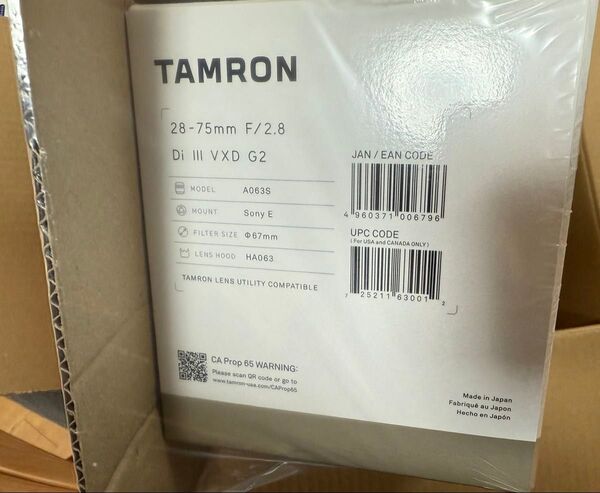 TAMRON
28-75mm F/2.8
Di III VXD G2
MODEL A063S
MOUNT Sony E
FILTER SIZE Φ67mm
LENS HOOD HA063
TAMRON LENS UTILITY COMPATIBLE
JAN / EAN CODE
4 960371 006796
UPC CODE
( For USA and CANADA ONLY )
7 25211 63001 2
CA Prop 65 WARNING:
Please scan QR code or go to
www.tamron-usa.com/CAProp65
Made in Japan
Fabriqué au Japon
Hecho en Japón